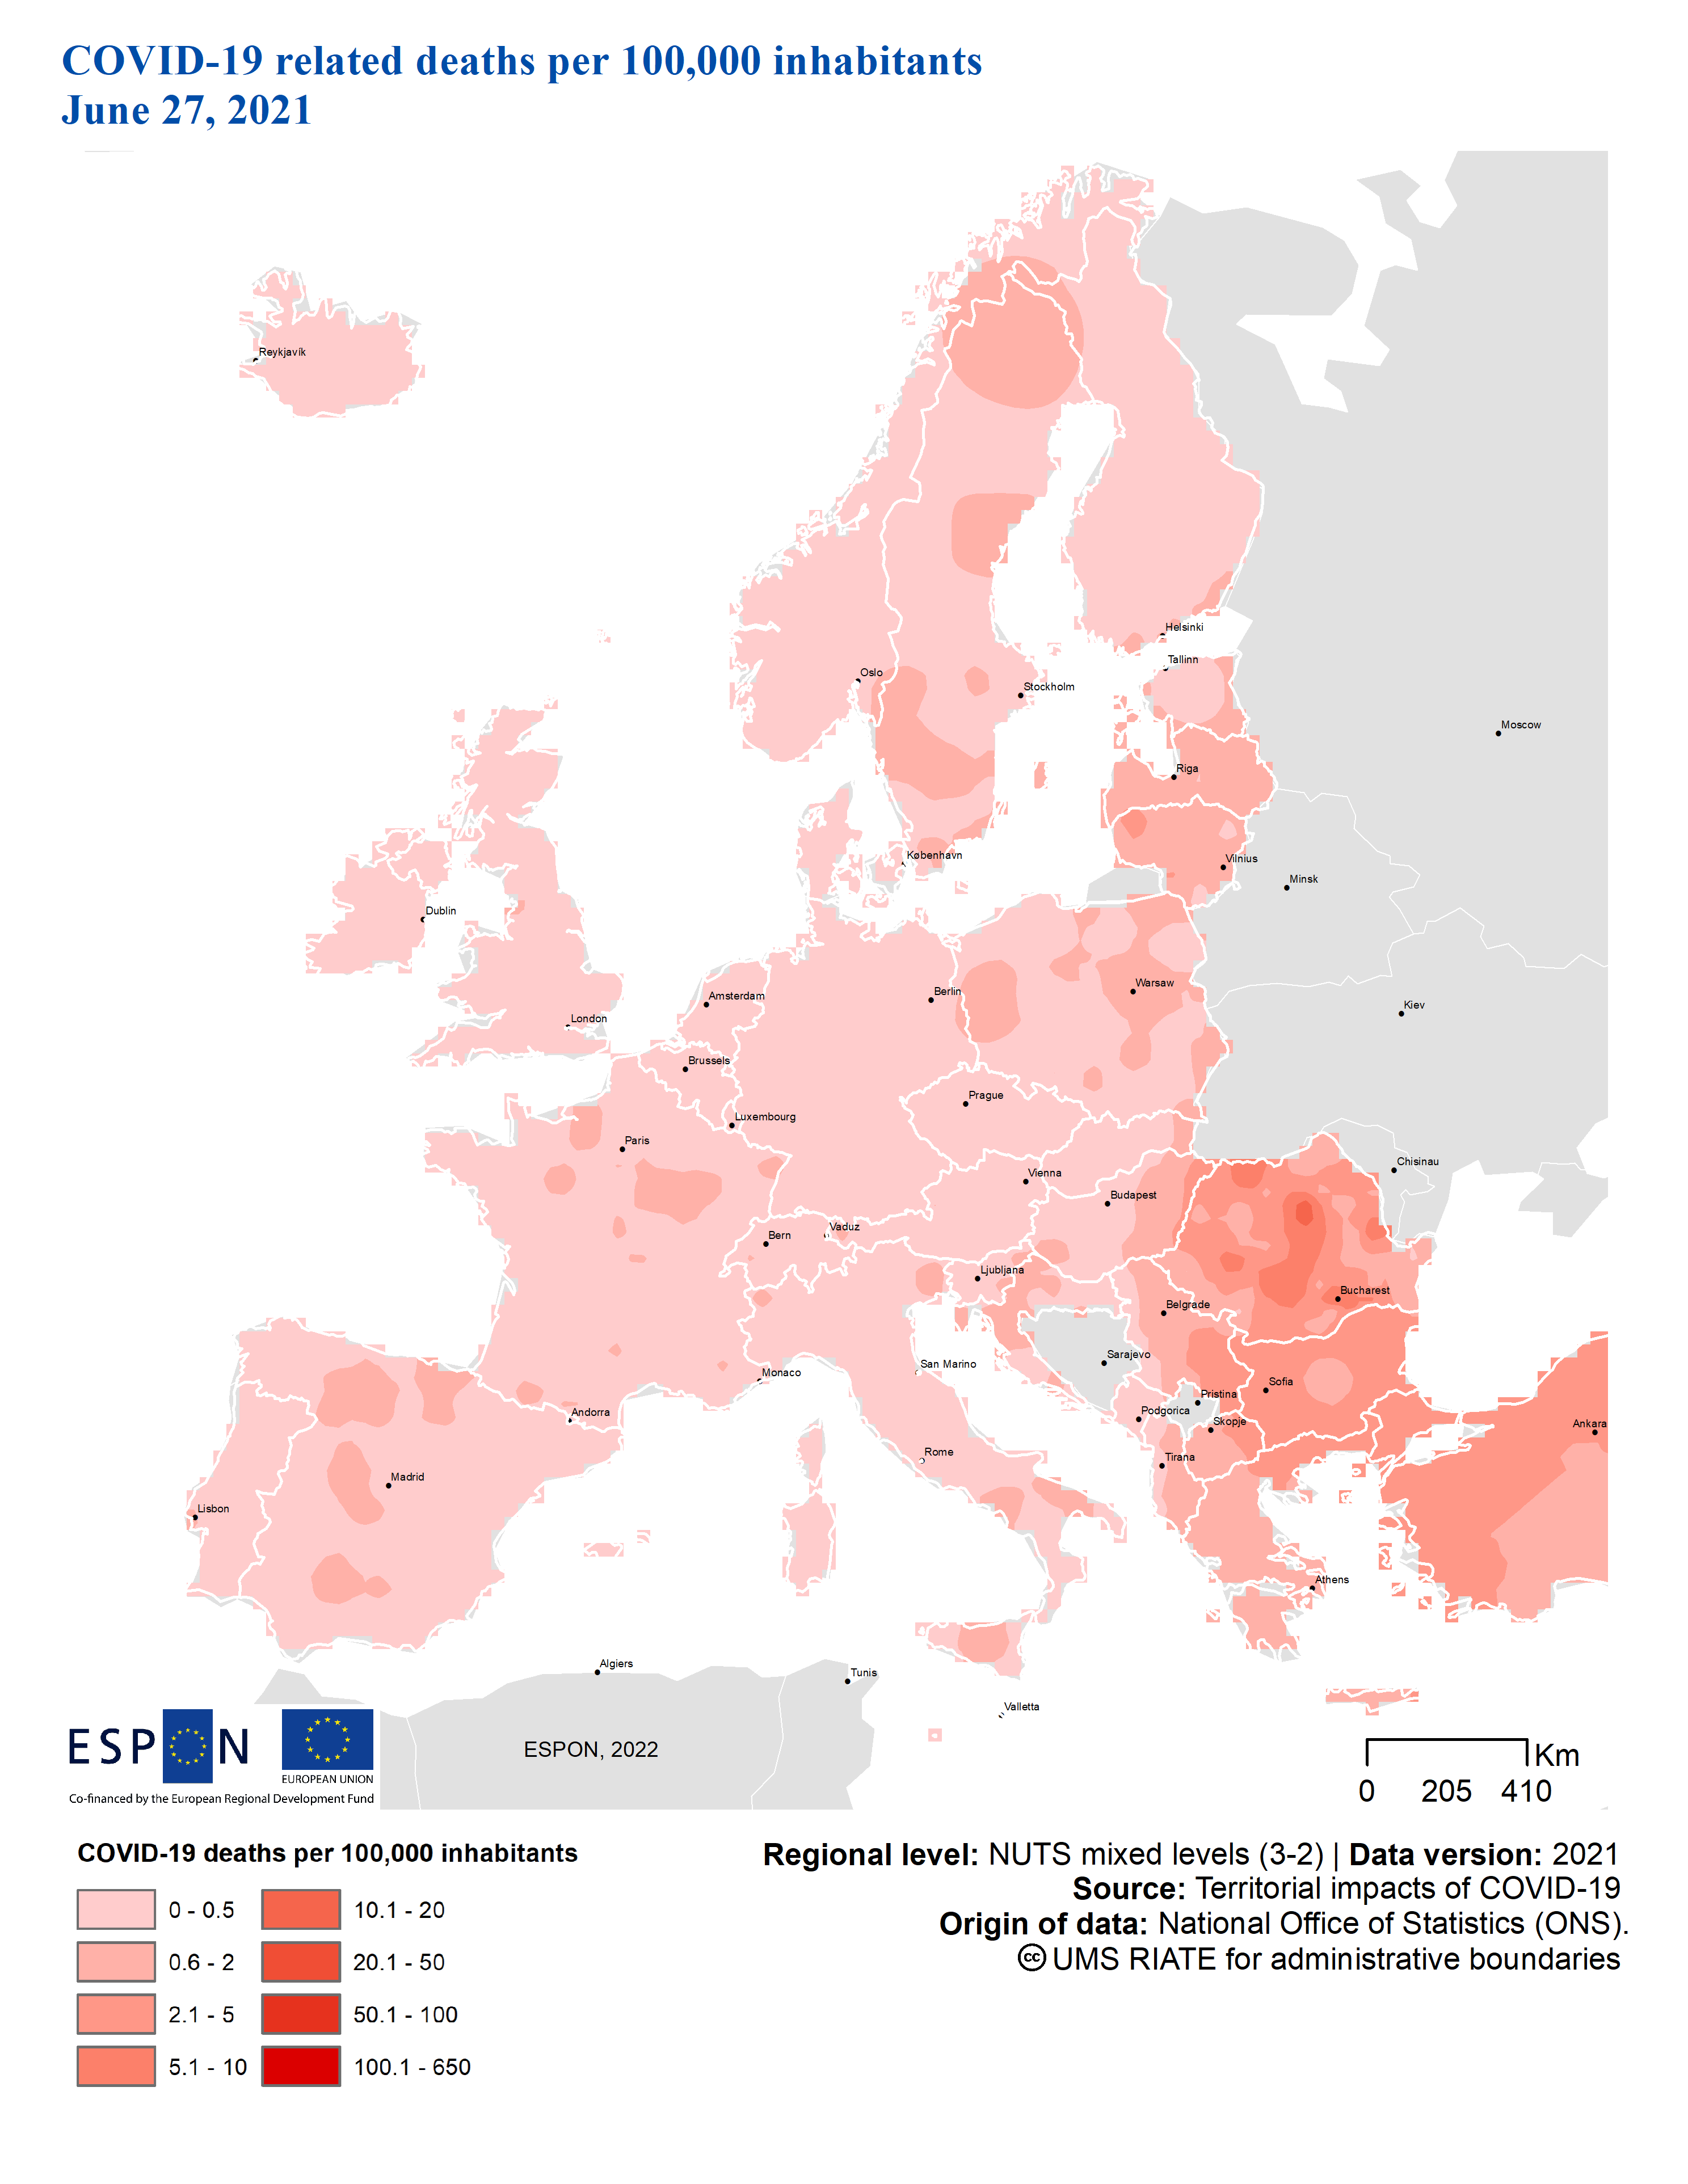 COVID-19 related deaths per 100,000 inhabitants
June 27, 2021
Reykjavík
Helsinki
Tallinn
Oslo
Stockholm
Moscow
Riga
København
Vilnius
Minsk
Dublin
Warsaw
Berlin
Amsterdam
Kiev
London
Brussels
Prague
Luxembourg
Paris
Chisinau
Vienna
Budapest
Vaduz
Bern
Ljubljana
Bucharest
Belgrade
Sarajevo
San Marino
Monaco
Sofia
Pristina
Andorra
Podgorica
Skopje
Ankara
Rome
Tirana
Madrid
Lisbon
Athens
Algiers
Tunis
Valletta
ESPON
EUROPEAN UNION
Co-financed by the European Regional Development Fund
ESPON, 2022
Km
0 205 410
COVID-19 deaths per 100,000 inhabitants
0 - 0.5
0.6 - 2
2.1 - 5
5.1 - 10
10.1 - 20
20.1 - 50
50.1 - 100
100.1 - 650
Regional level: NUTS mixed levels (3-2) | Data version: 2021
Source: Territorial impacts of COVID-19
Origin of data: National Office of Statistics (ONS).
cc UMS RIATE for administrative boundaries